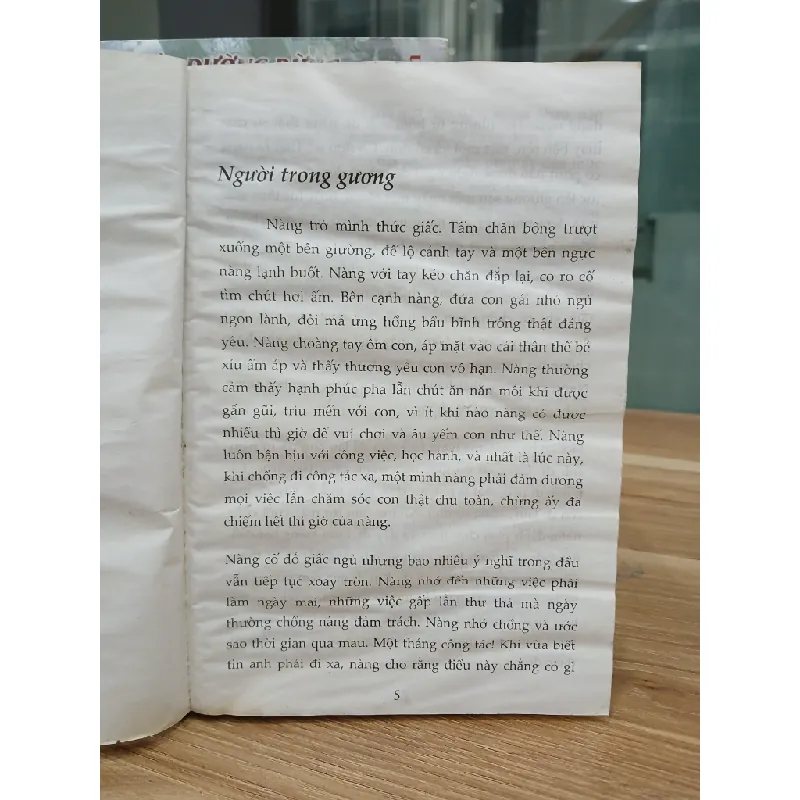 Người trong gương
Nàng trở mình thức giấc. Tấm chăn bông trượt
xuống một bên giường, để lộ cánh tay và một bên ngực
nàng lạnh buốt. Nàng với tay kéo chăn đắp lại, co ro cố
tìm chút hơi ấm. Bên cạnh nàng, đứa con gái nhỏ ngủ
ngon lành, đôi má ửng hồng bầu bĩnh trông thật đáng
yêu. Nàng choàng tay ôm con, áp mặt vào cái thân thể bé
xíu ấm áp và thấy thương yêu con vô hạn. Nàng thường
cảm thấy hạnh phúc pha lẫn chút ăn năn mỗi khi được
gần gũi, trìu mến với con, vì ít khi nào nàng có được
nhiều thì giờ để vui chơi và âu yếm con như thế. Nàng
luôn bận bịu với công việc, học hành, và nhất là lúc này,
khi chồng đi công tác xa, một mình nàng phải đảm đương
mọi việc lẫn chăm sóc con thật chu toàn, chừng ấy đã
chiếm hết thì giờ của nàng.
Nàng cố dỗ giấc ngủ nhưng bao nhiêu ý nghĩ trong đầu
vẫn tiếp tục xoay tròn. Nàng nhớ đến những việc phải
làm ngày mai, những việc gấp lẫn thư thả mà ngày
thường chồng nàng đảm trách. Nàng nhớ chồng và ước
sao thời gian qua mau. Một tháng công tác! Khi vừa biết
tin anh phải đi xa, nàng cho rằng điều này chẳng có gì
5